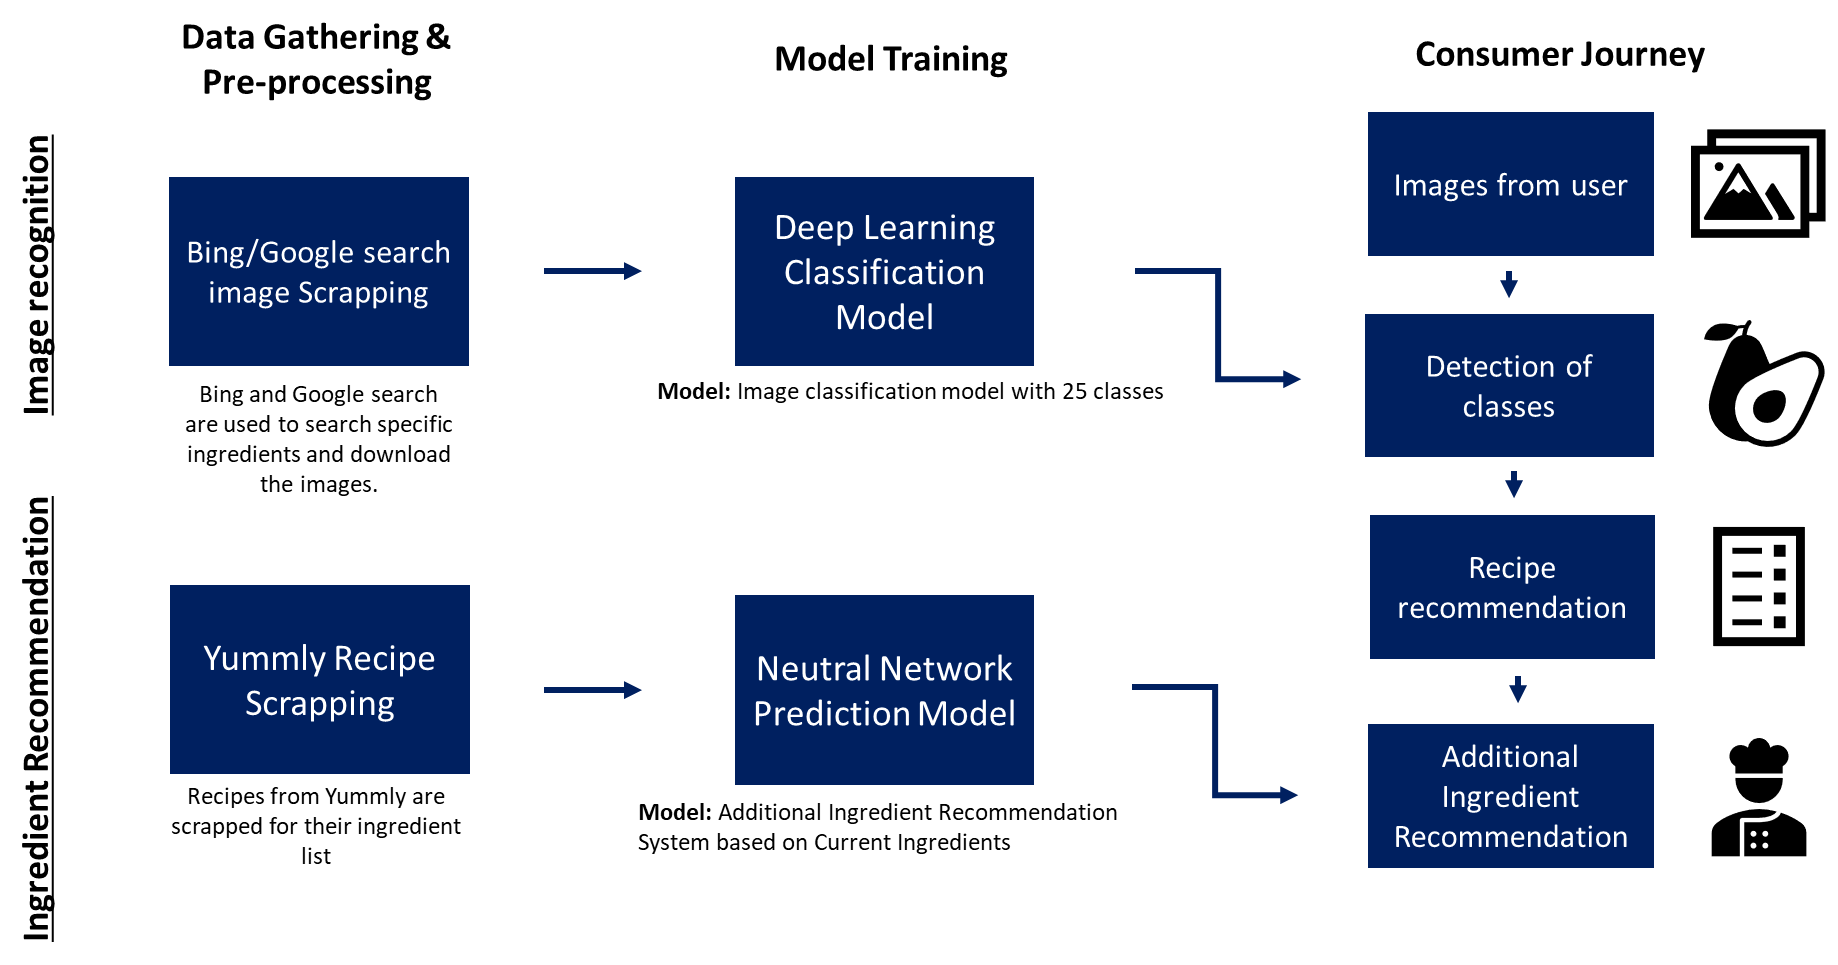 Data Gathering &
Pre-processing
Model Training
Consumer Journey
Image recognition
Bing/Google search
image Scrapping
Bing and Google search
are used to search specific
ingredients and download
the images.
Deep Learning
Classification
Model
Model: Image classification model with 25 classes
Images from user
Detection of
classes
Recipe
recommendation
Ingredient Recommendation
Yummly Recipe
Scrapping
Recipes from Yummly are
scrapped for their ingredient
list
Neutral Network
Prediction Model
Model: Additional Ingredient Recommendation
System based on Current Ingredients
Additional
Ingredient
Recommendation